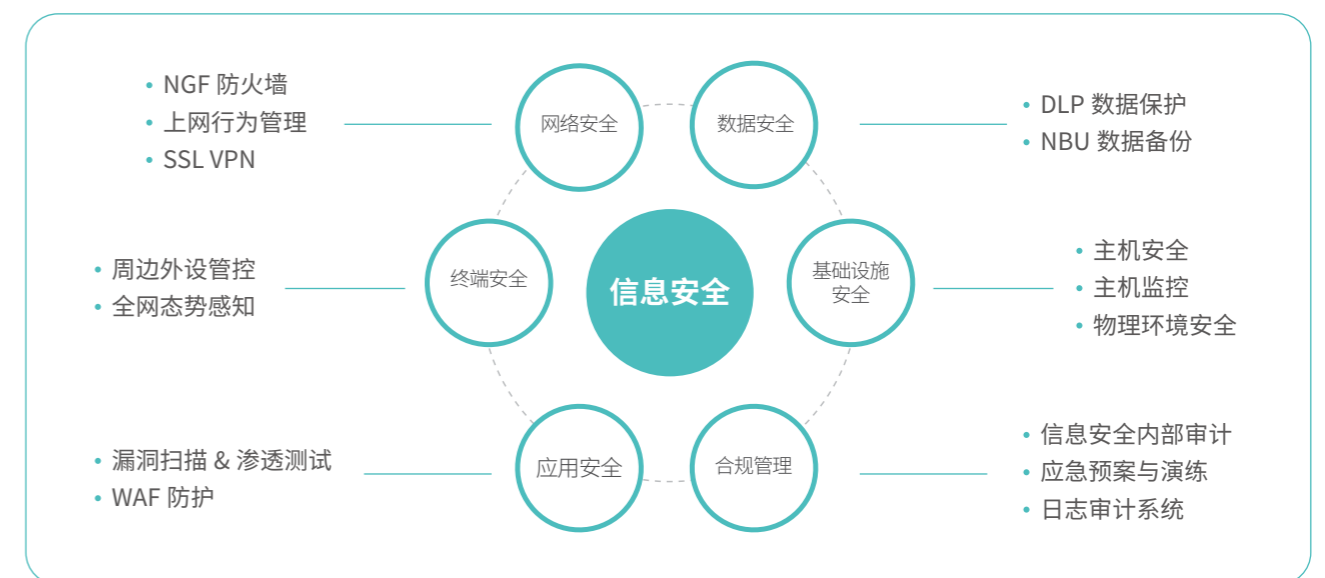 • NGF 防火墙
• 上网行为管理
• SSL VPN
网络安全
数据安全
• DLP 数据保护
• NBU 数据备份
• 周边外设管控
• 全网态势感知
终端安全
信息安全
基础设施
安全
• 主机安全
• 主机监控
• 物理环境安全
• 漏洞扫描 & 渗透测试
• WAF 防护
应用安全
合规管理
• 信息安全内部审计
• 应急预案与演练
• 日志审计系统